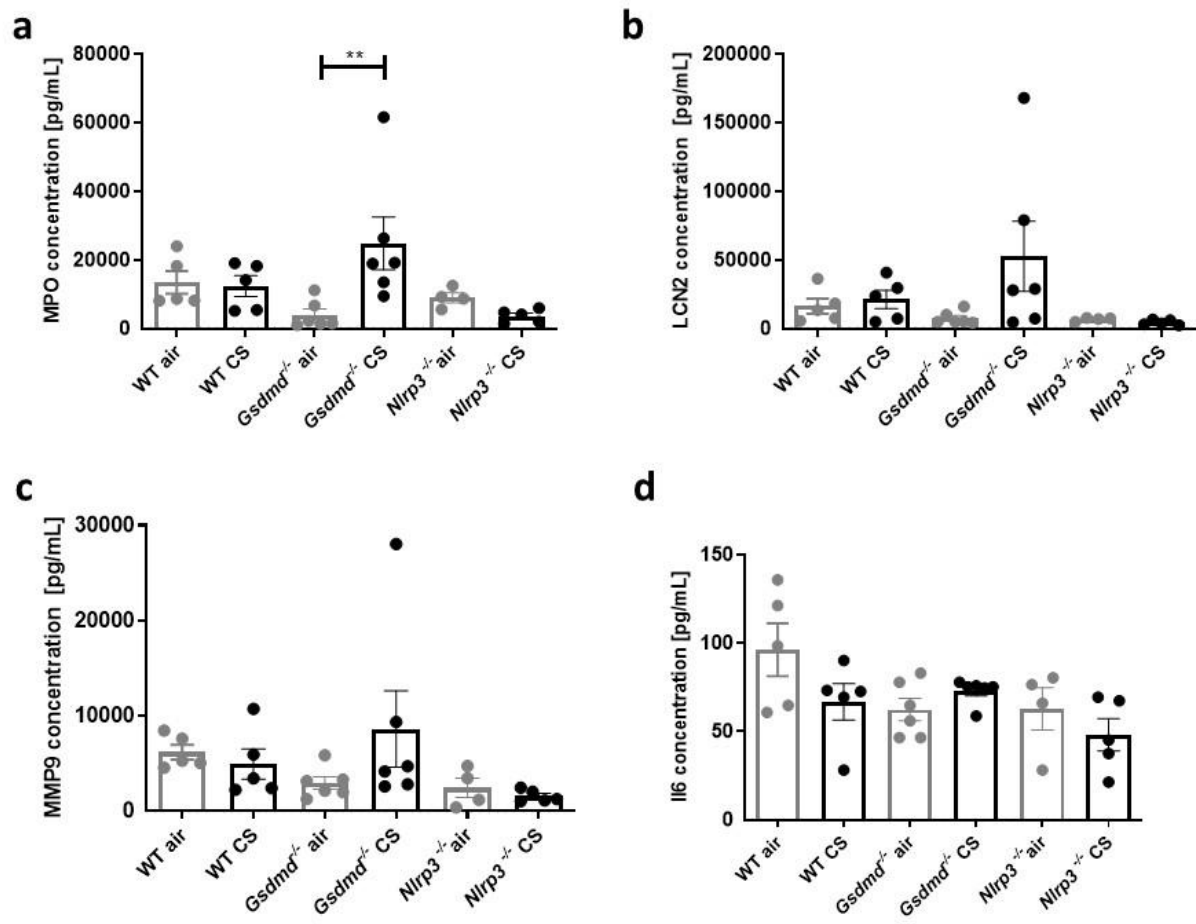 a
MPO concentration [pg/mL]
80000
60000
40000
20000
0
**
WT air
WT CS
Gsdmd-/- air
Gsdmd-/- CS
Nlrp3 -/- air
Nlrp3 -/- CS
b
LCN2 concentration [pg/mL]
200000
150000
100000
50000
0
WT air
WT CS
Gsdmd-/- air
Gsdmd-/- CS
Nlrp3 -/- air
Nlrp3 -/- CS
c
MMP9 concentration [pg/mL]
30000
20000
10000
0
WT air
WT CS
Gsdmd-/- air
Gsdmd-/- CS
Nlrp3 -/- air
Nlrp3 -/- CS
d
Il6 concentration [pg/mL]
150
100
50
0
WT air
WT CS
Gsdmd-/- air
Gsdmd-/- CS
Nlrp3 -/- air
Nlrp3 -/- CS